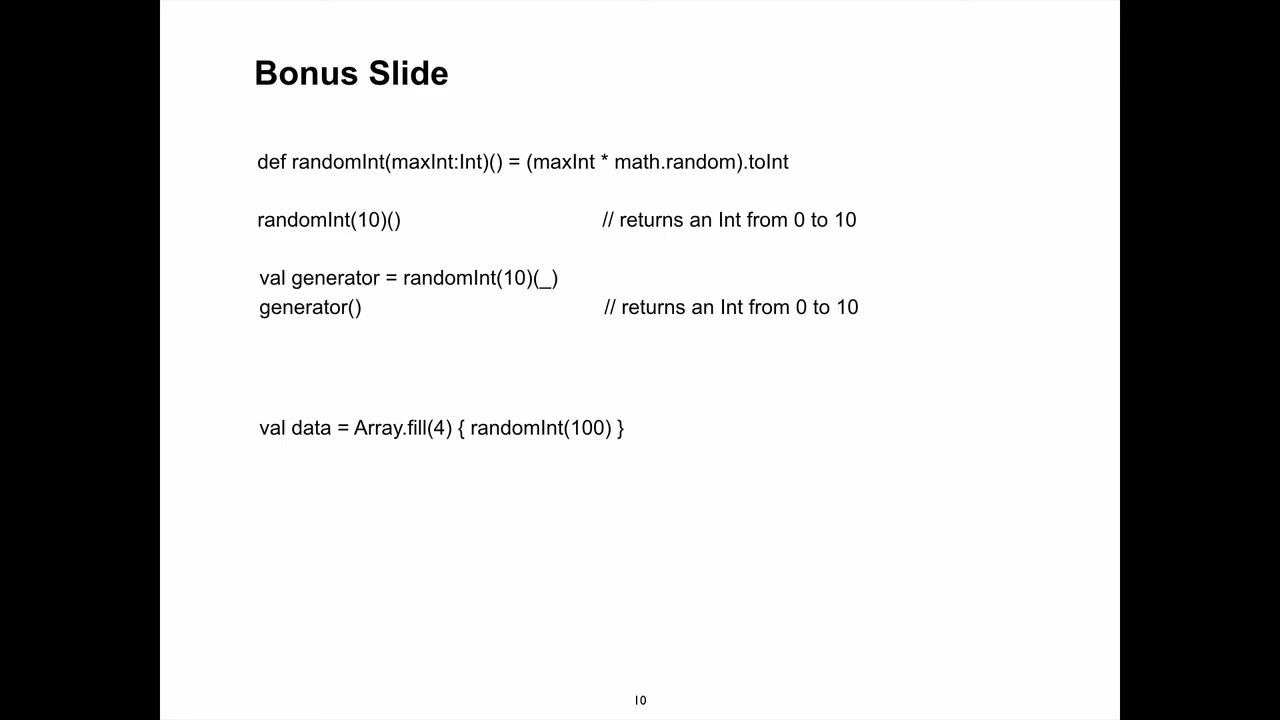 Bonus Slide
def randomInt(maxInt:Int)() = (maxInt * math.random).toInt
randomInt(10)() // returns an Int from 0 to 10
val generator = randomInt(10)(_)
generator() // returns an Int from 0 to 10
val data = Array.fill(4) { randomInt(100) }
10